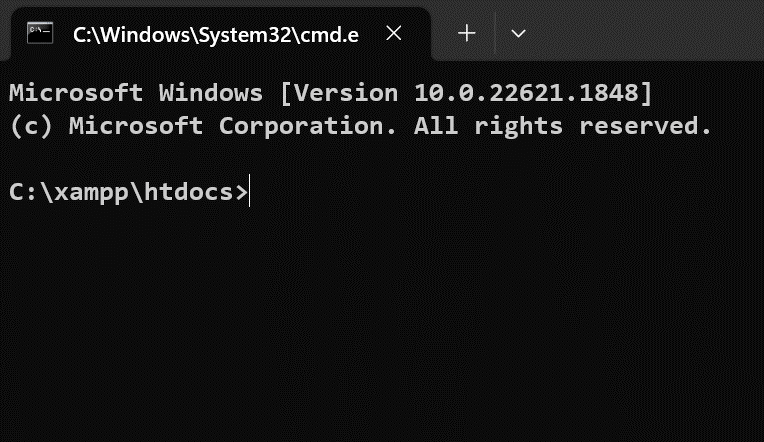 C:\Windows\System32\cmd.e
Microsoft Windows [Version 10.0.22621.1848]
(c) Microsoft Corporation. All rights reserved.
C:\xampp\htdocs>